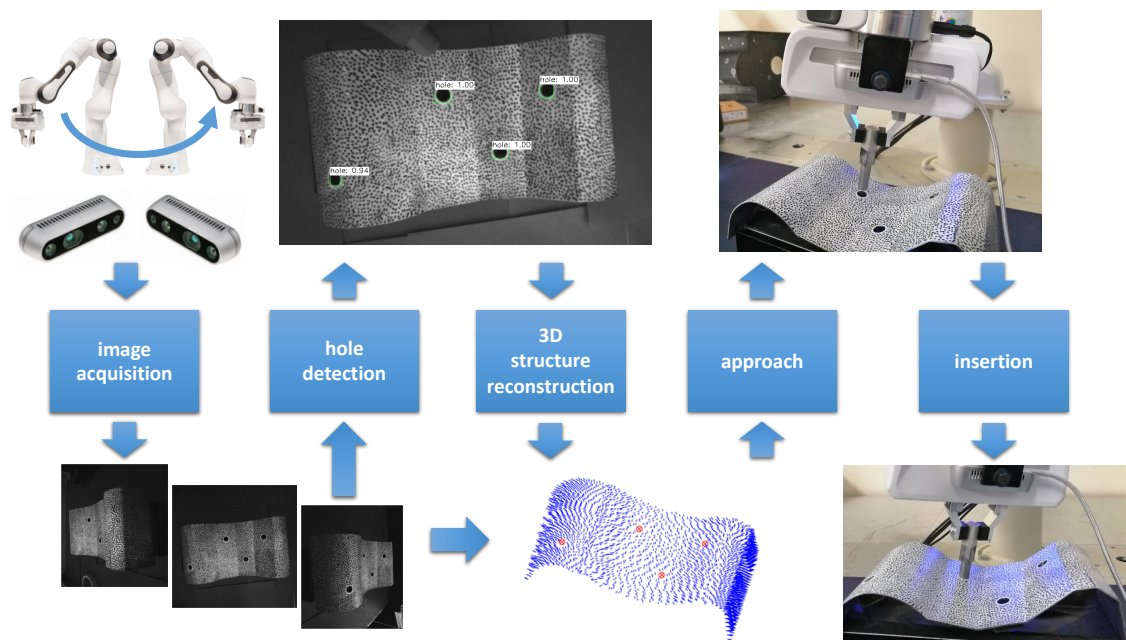 hole: 1.00
hole: 1.00
hole: 1.00
hole: 0.94
image
acquisition
hole
detection
3D
structure
reconstruction
approach
insertion